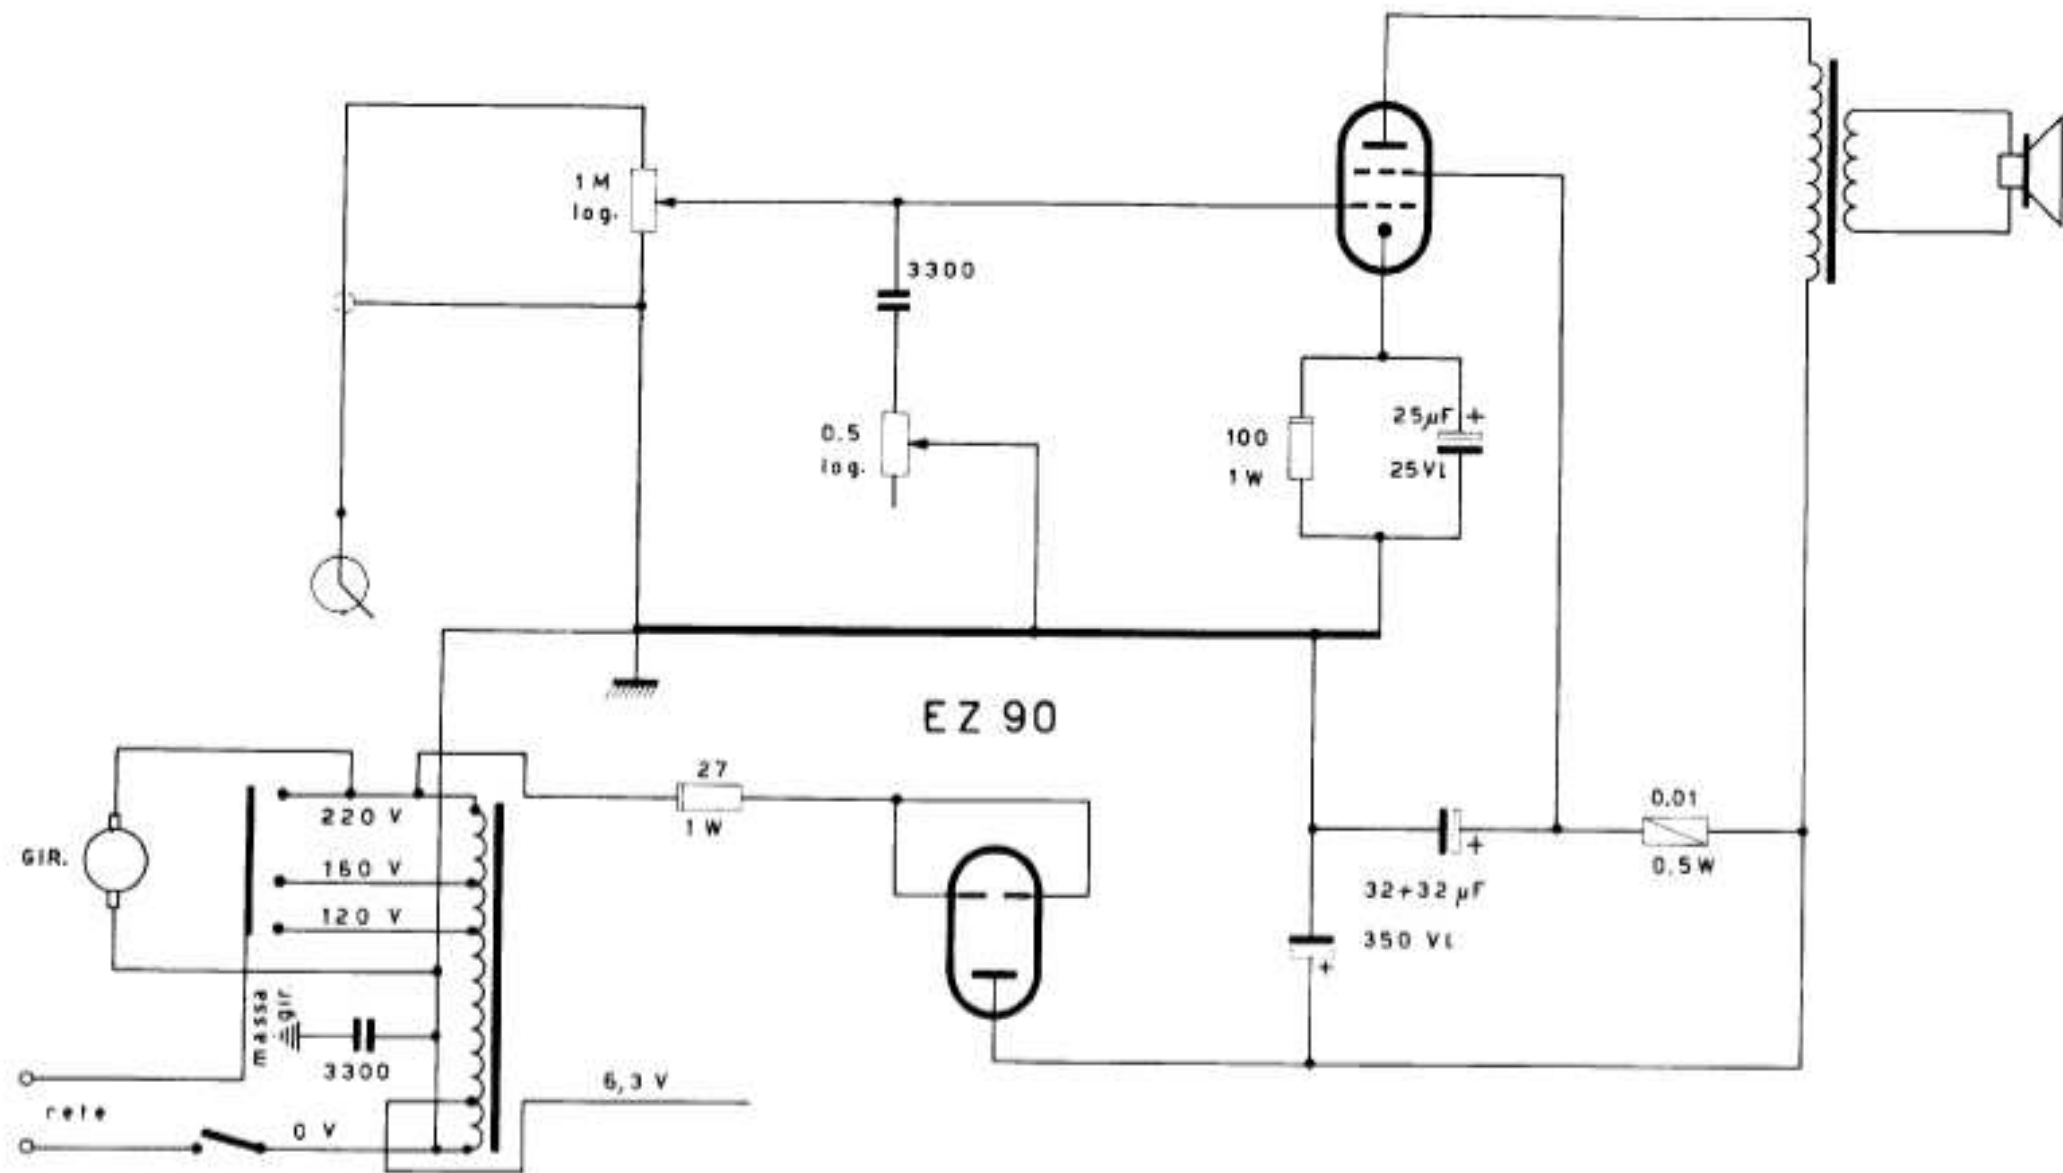 1 M
log.
3300
0.5
log.
100
1 W
25µF +
25 Vl
EZ 90
220 V
160 V
120 V
GIR.
27
1 W
0,01
0,5 W
+
32+32 µF
350 Vl
+
massa
gir.
3300
6,3 V
rete
0 V